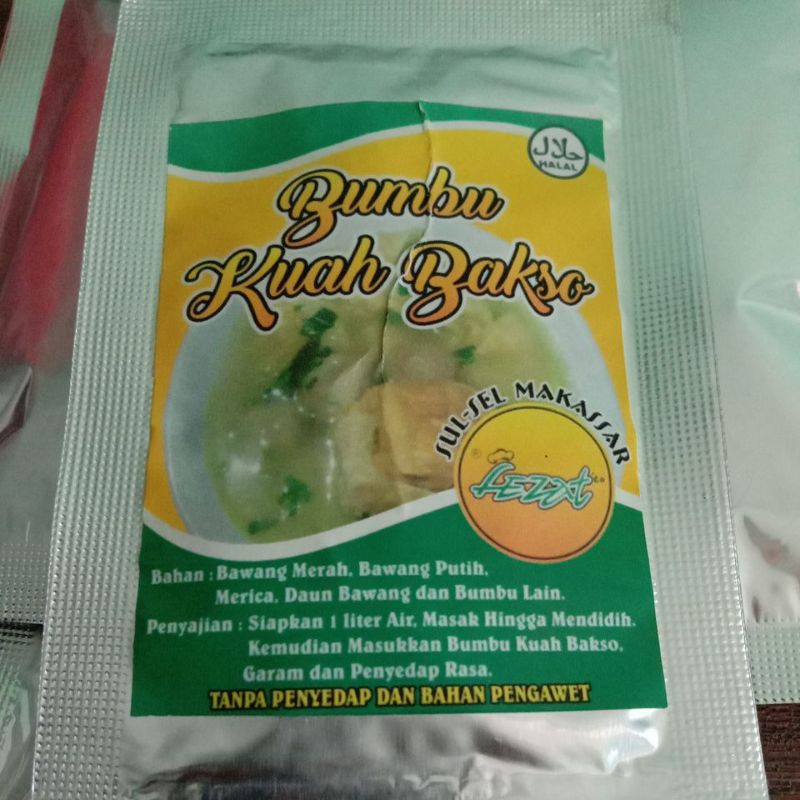 حلال
HALAL
Bumbu
Kuah Bakso
SUL-SEL MAKASSAR
®
Lezzat
Bahan : Bawang Merah, Bawang Putih,
Merica, Daun Bawang dan Bumbu Lain.
Penyajian : Siapkan 1 liter Air, Masak Hingga Mendidih.
Kemudian Masukkan Bumbu Kuah Bakso,
Garam dan Penyedap Rasa.
TANPA PENYEDAP DAN BAHAN PENGAWET